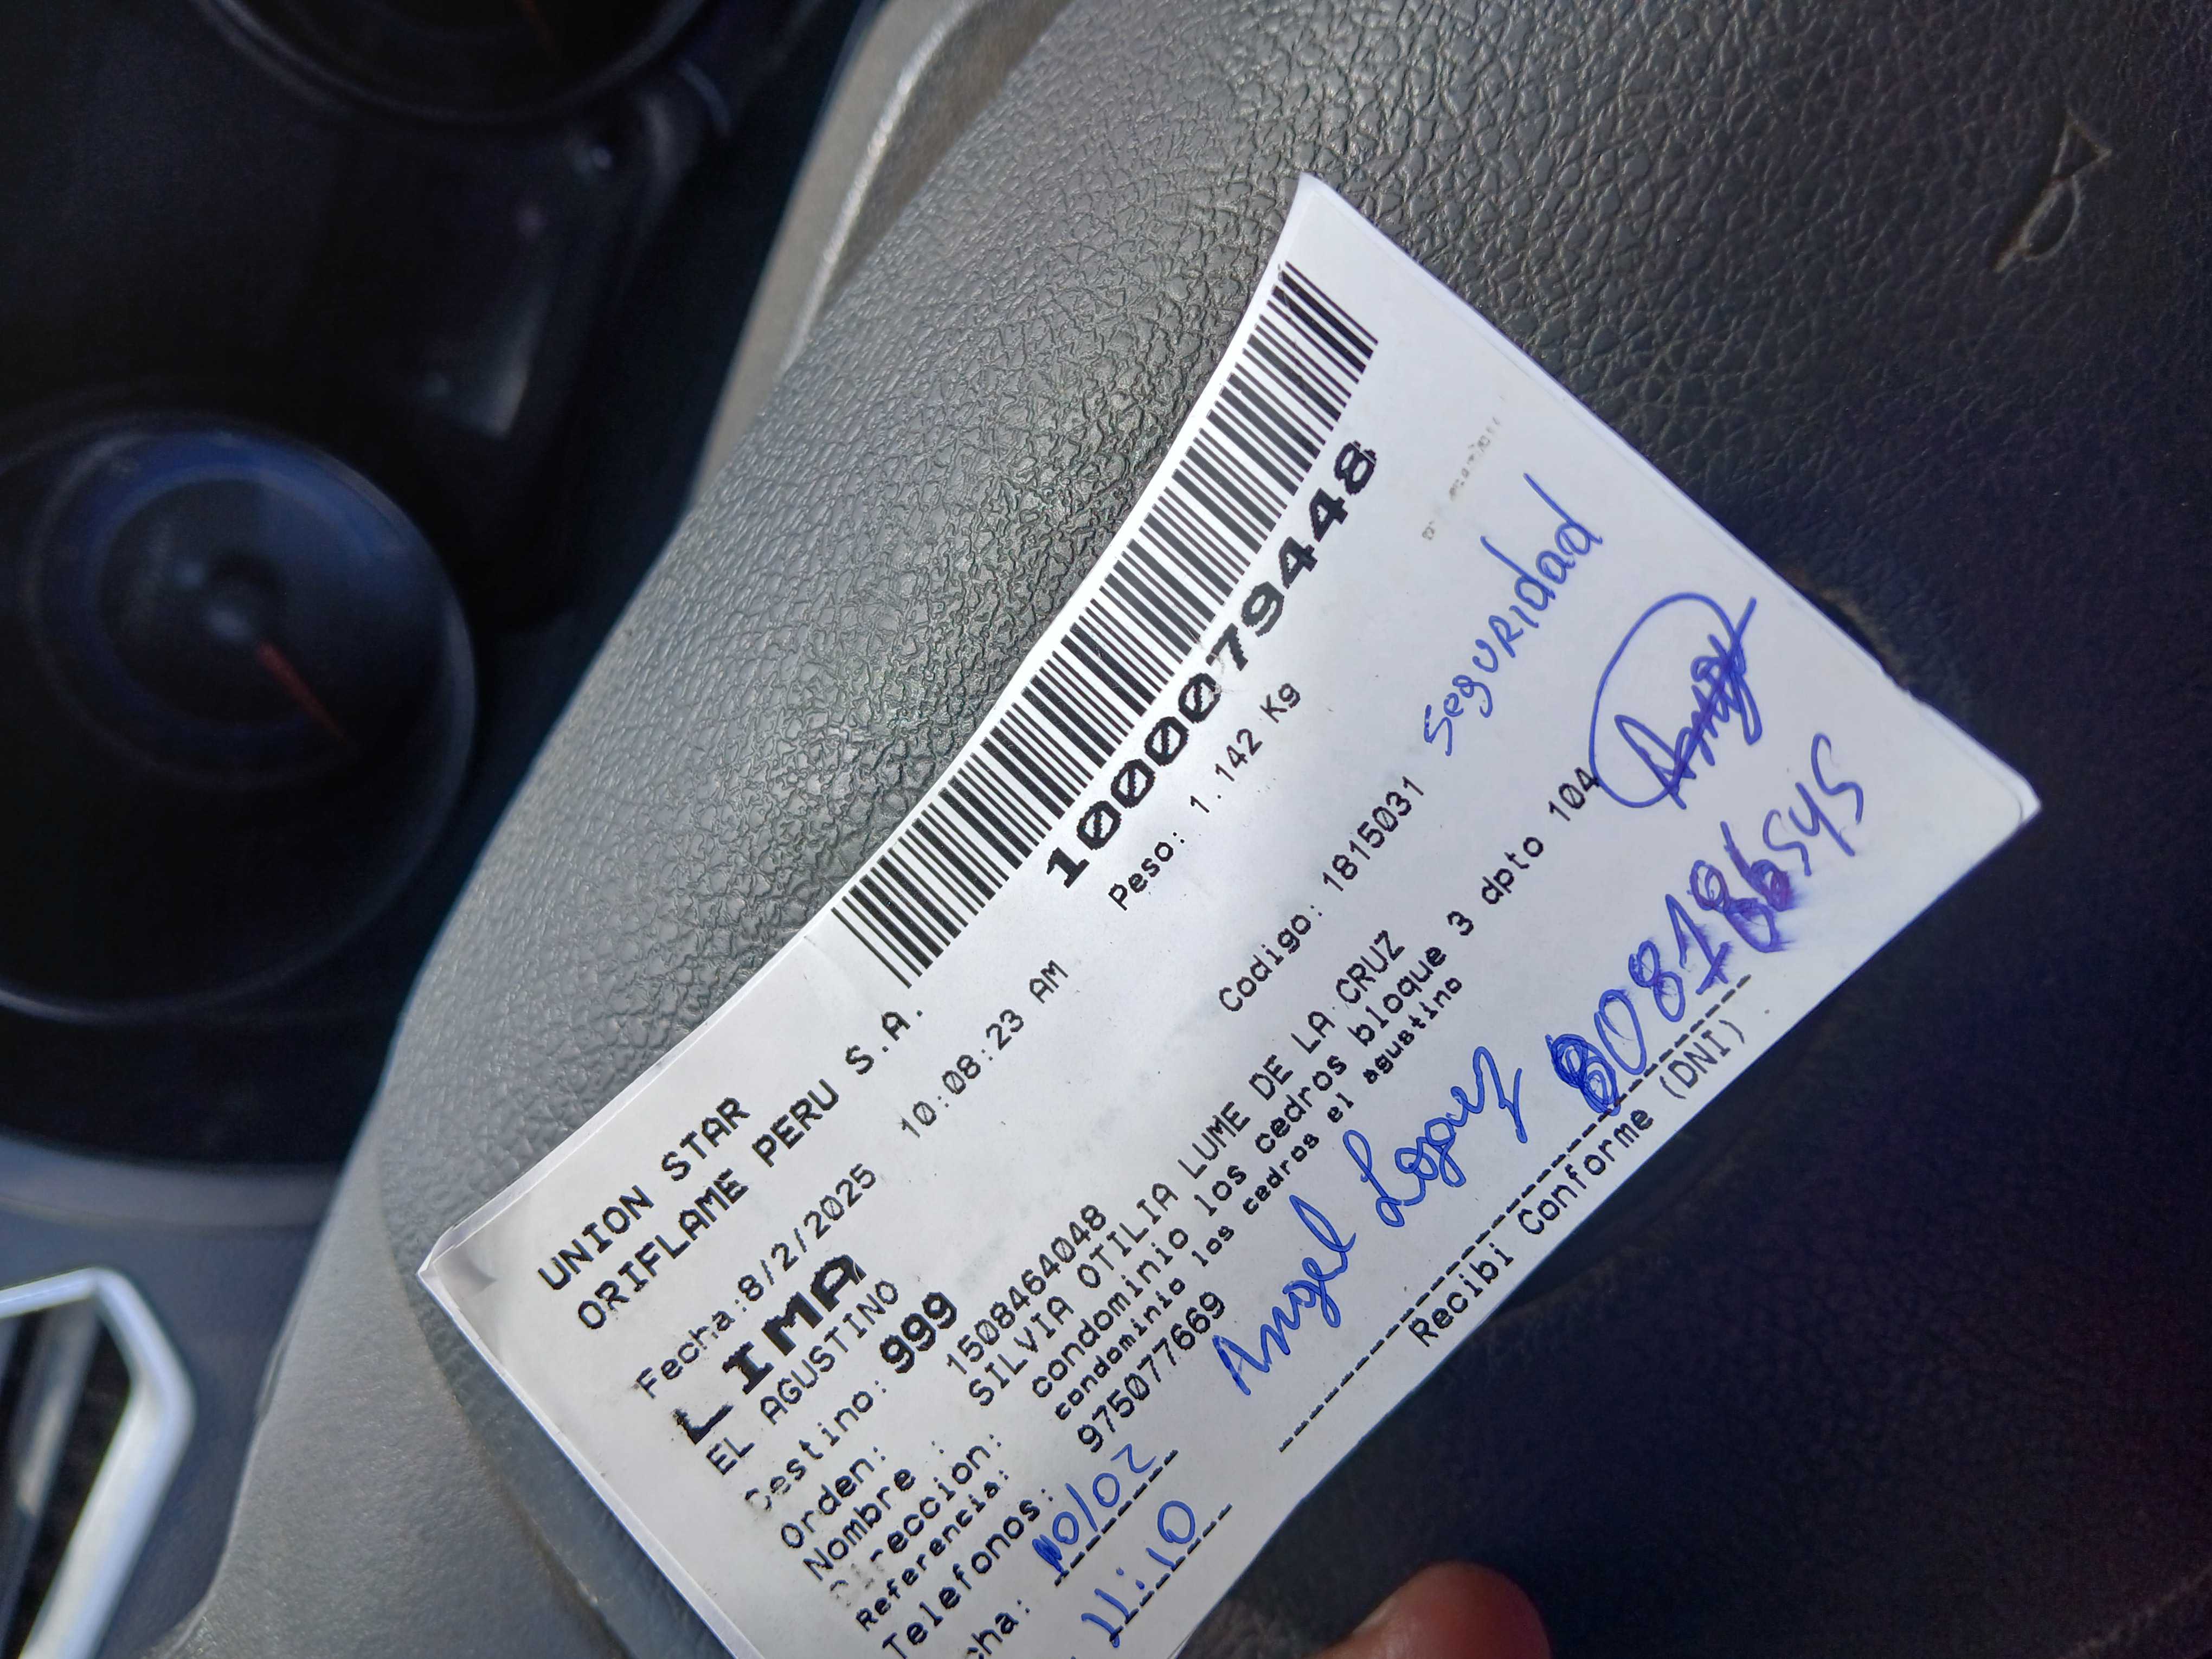 UNION STAR
ORIFLAME PERU S.A.
100000779448
Fecha:8/2/2025 10:08:23 AM
Peso: 1.142 Kg
LIMA
EL AGUSTINO
Destino: 999
Orden: 1508464048
Codigo: 1815031
Seguridad
Nombre : SILVIA OTILIA LUME DE LA CRUZ
Direccion: condominio los cedros bloque 3 dpto 104
Referencia: condominio los cedros el agustino
Telefonos: 975077669
Angel Lopez
cha: 10/02
11:10
Recibi Conforme (DNI)